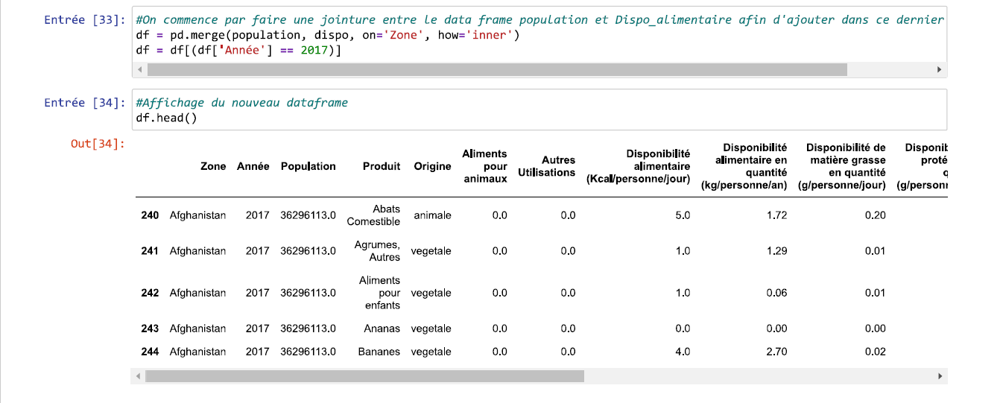 Entrée [33]: #On commence par faire une jointure entre le data frame population et Dispo_alimentaire afin d'ajouter dans ce dernier
df = pd.merge(population, dispo, on='Zone', how='inner')
df = df[(df['Année'] == 2017)]
Entrée [34]: #Affichage du nouveau dataframe
df.head()
Out[34]:
Zone Année Population Produit Origine Aliments pour animaux Autres Utilisations Disponibilité alimentaire (Kcal/personne/jour) Disponibilité alimentaire en quantité (kg/personne/an) Disponibilité de matière grasse en quantité (g/personne/jour) Disponib proté q (g/personn
240 Afghanistan 2017 36296113.0 Abats Comestible animale 0.0 0.0 5.0 1.72 0.20
241 Afghanistan 2017 36296113.0 Agrumes, Autres vegetale 0.0 0.0 1.0 1.29 0.01
242 Afghanistan 2017 36296113.0 Aliments pour enfants vegetale 0.0 0.0 1.0 0.06 0.01
243 Afghanistan 2017 36296113.0 Ananas vegetale 0.0 0.0 0.0 0.00 0.00
244 Afghanistan 2017 36296113.0 Bananes vegetale 0.0 0.0 4.0 2.70 0.02